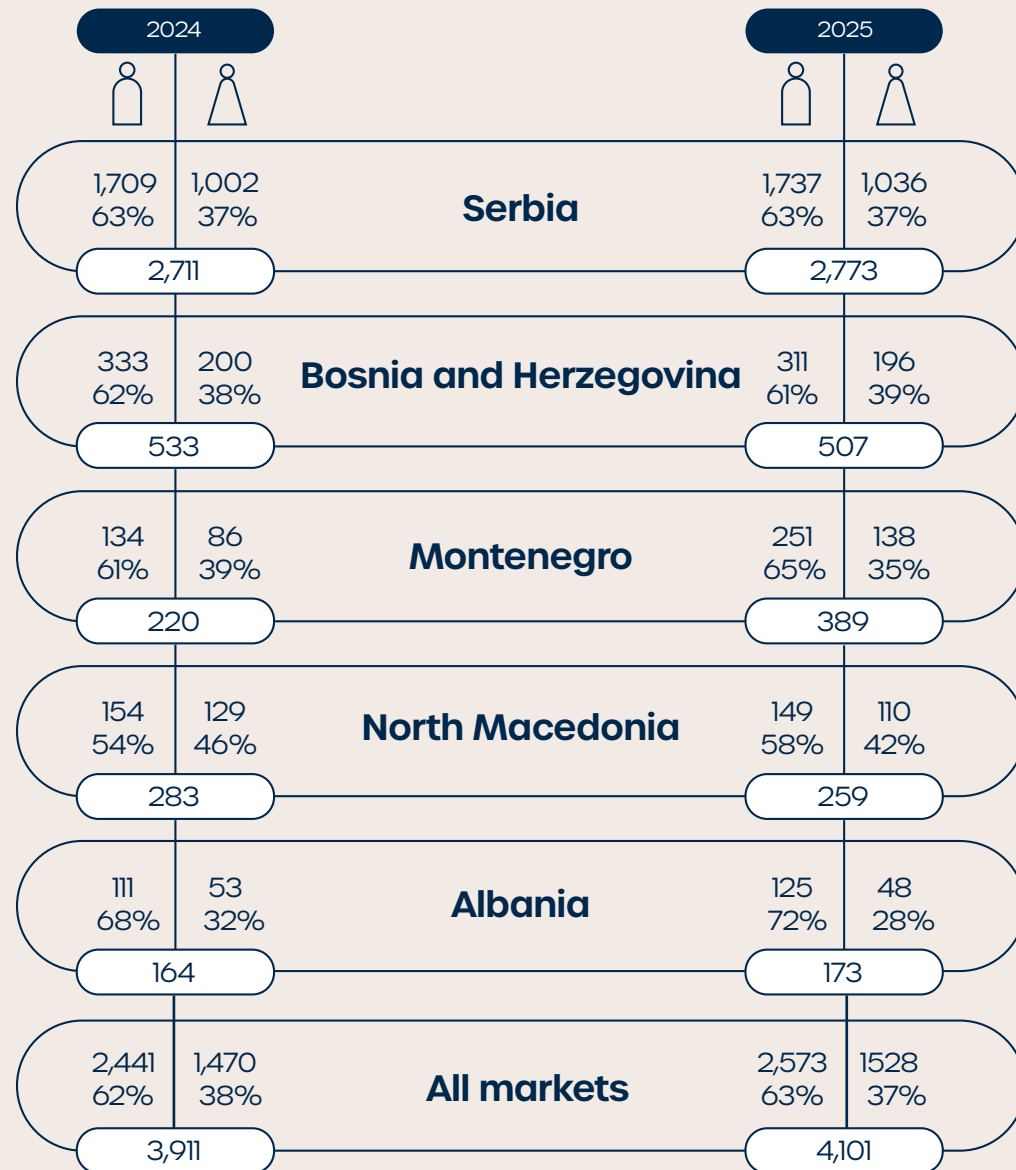 2024 2025
1,709 1,002 1,737 1,036
63% 37% Serbia 63% 37%
2,711 2,773
333 200 311 196
62% 38% Bosnia and Herzegovina 61% 39%
533 507
134 86 251 138
61% 39% Montenegro 65% 35%
220 389
154 129 149 110
54% 46% North Macedonia 58% 42%
283 259
111 53 125 48
68% 32% Albania 72% 28%
164 173
2,441 1,470 2,573 1528
62% 38% All markets 63% 37%
3,911 4,101